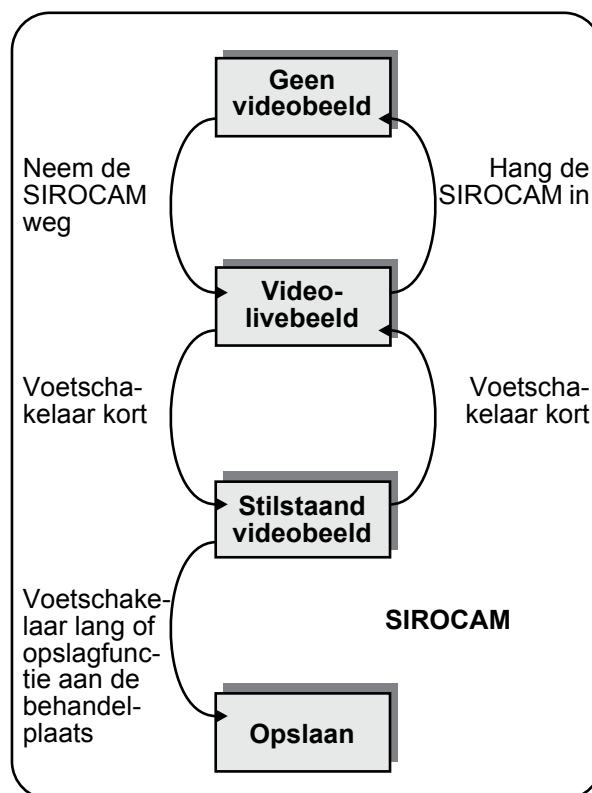 Geen
videobeeld
Neem de
SIROCAM
weg
Hang de
SIROCAM in
Video-
livebeeld
Voetscha-
kelaar kort
Voetscha-
kelaar kort
Stilstaand
videobeeld
Voetschake-
laar lang of
opslagfunc-
tie aan de
behandel-
plaats
SIROCAM
Opslaan